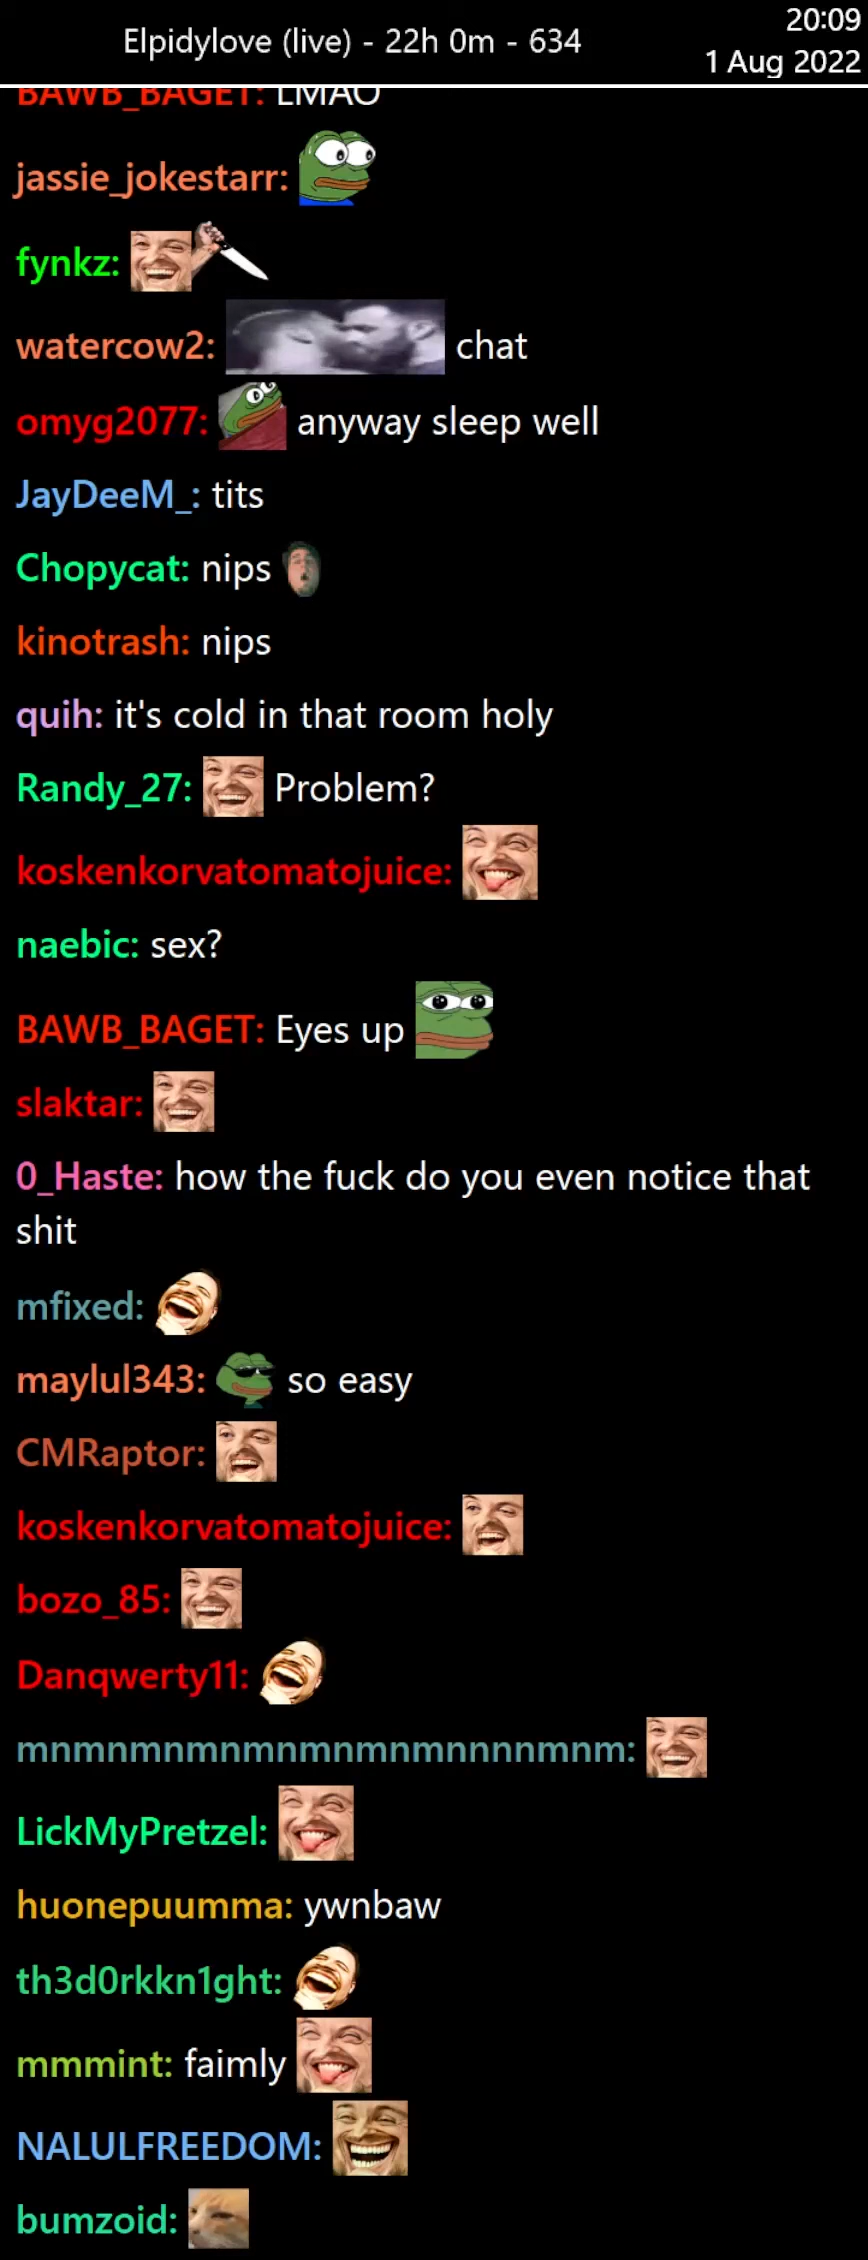 Elpidylove (live) - 22h 0m - 634
20:09
1 Aug 2022
BAWB_BAGET: LMAO
jassie_jokestarr:
fynkz:
watercow2: chat
omyg2077: anyway sleep well
JayDeeM_: tits
Chopycat: nips
kinotrash: nips
quih: it's cold in that room holy
Randy_27: Problem?
koskenkorvatomatojuice:
naebic: sex?
BAWB_BAGET: Eyes up
slaktar:
0_Haste: how the fuck do you even notice that
shit
mfixed:
maylul343: so easy
CMRaptor:
koskenkorvatomatojuice:
bozo_85:
Danqwerty11:
mnmnmnmnmnmnmnmnmnnnmnm:
LickMyPretzel:
huonepuumma: ywnbaw
th3d0rkkn1ght:
mmmint: faimly
NALULFREEDOM:
bumzoid: